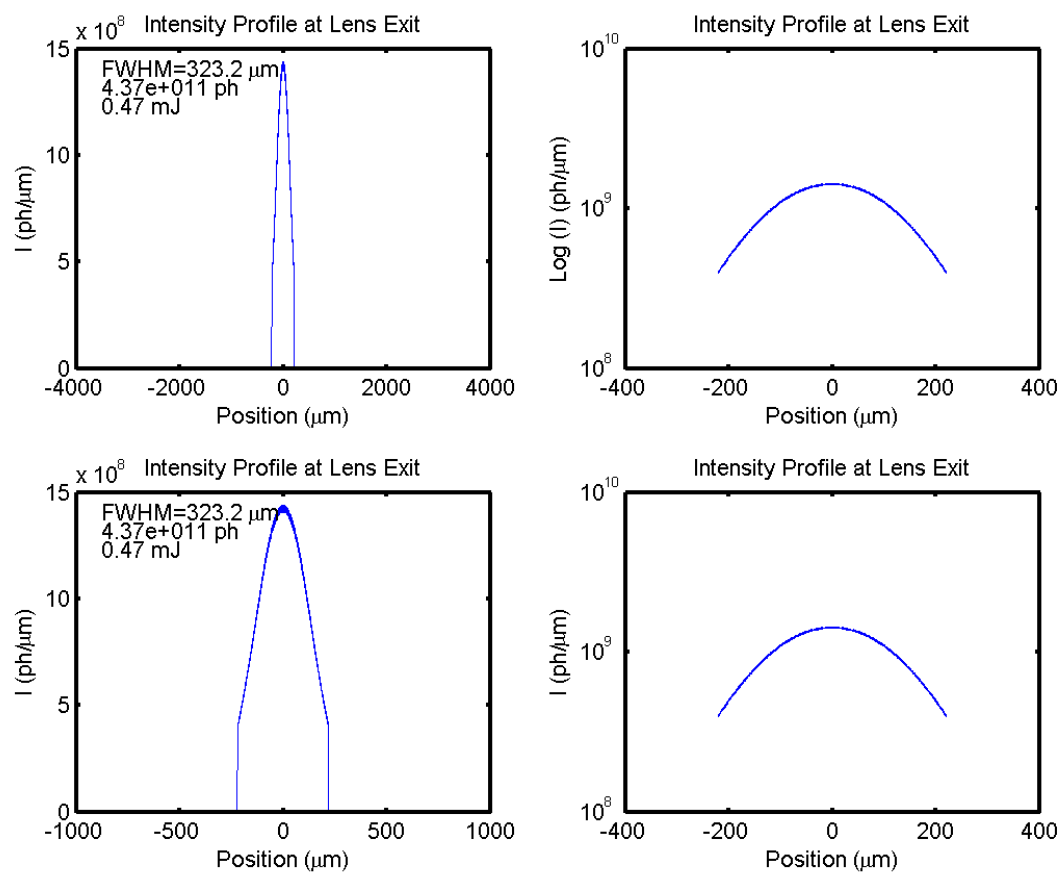 Intensity Profile at Lens Exit
x 10^8
15
10
5
0
I (ph/μm)
FWHM=323.2 μm
4.37e+011 ph
0.47 mJ
-4000 -2000 0 2000 4000
Position (μm)
Intensity Profile at Lens Exit
10^10
10^9
10^8
Log (I) (ph/μm)
-400 -200 0 200 400
Position (μm)
Intensity Profile at Lens Exit
x 10^8
15
10
5
0
I (ph/μm)
FWHM=323.2 μm
4.37e+011 ph
0.47 mJ
-1000 -500 0 500 1000
Position (μm)
Intensity Profile at Lens Exit
10^10
10^9
10^8
I (ph/μm)
-400 -200 0 200 400
Position (μm)